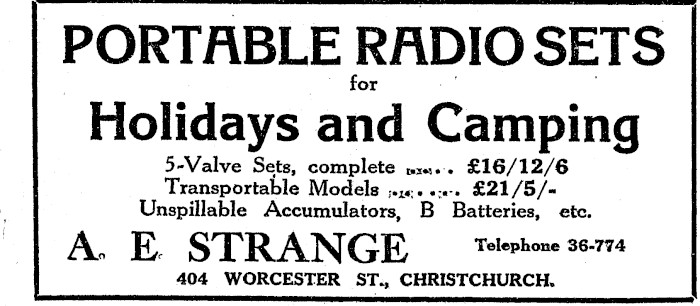 PORTABLE RADIO SETS
for
Holidays and Camping
5-Valve Sets, complete ..... £16/12/6
Transportable Models ..... £21/5/-
Unspillable Accumulators, B Batteries, etc.
A. E. STRANGE Telephone 36-774
404 WORCESTER ST., CHRISTCHURCH.